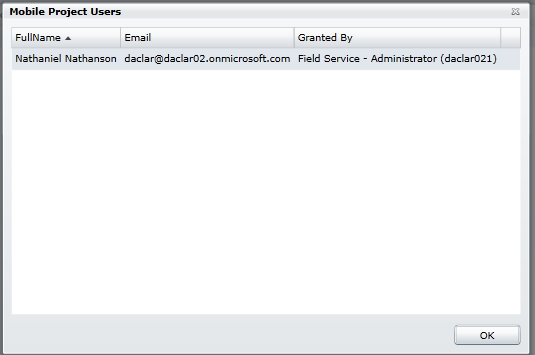 Mobile Project Users
FullName Email Granted By
Nathaniel Nathanson daclar@daclar02.onmicrosoft.com Field Service - Administrator (daclar021)
OK